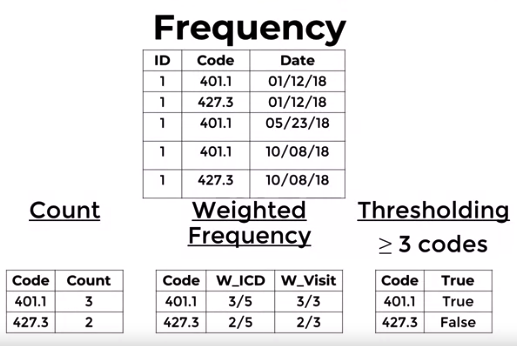 Frequency
ID Code Date
1 401.1 01/12/18
1 427.3 01/12/18
1 401.1 05/23/18
1 401.1 10/08/18
1 427.3 10/08/18
Count
Code Count
401.1 3
427.3 2
Weighted
Frequency
Code W_ICD W_Visit
401.1 3/5 3/3
427.3 2/5 2/3
Thresholding
≥ 3 codes
Code True
401.1 True
427.3 False